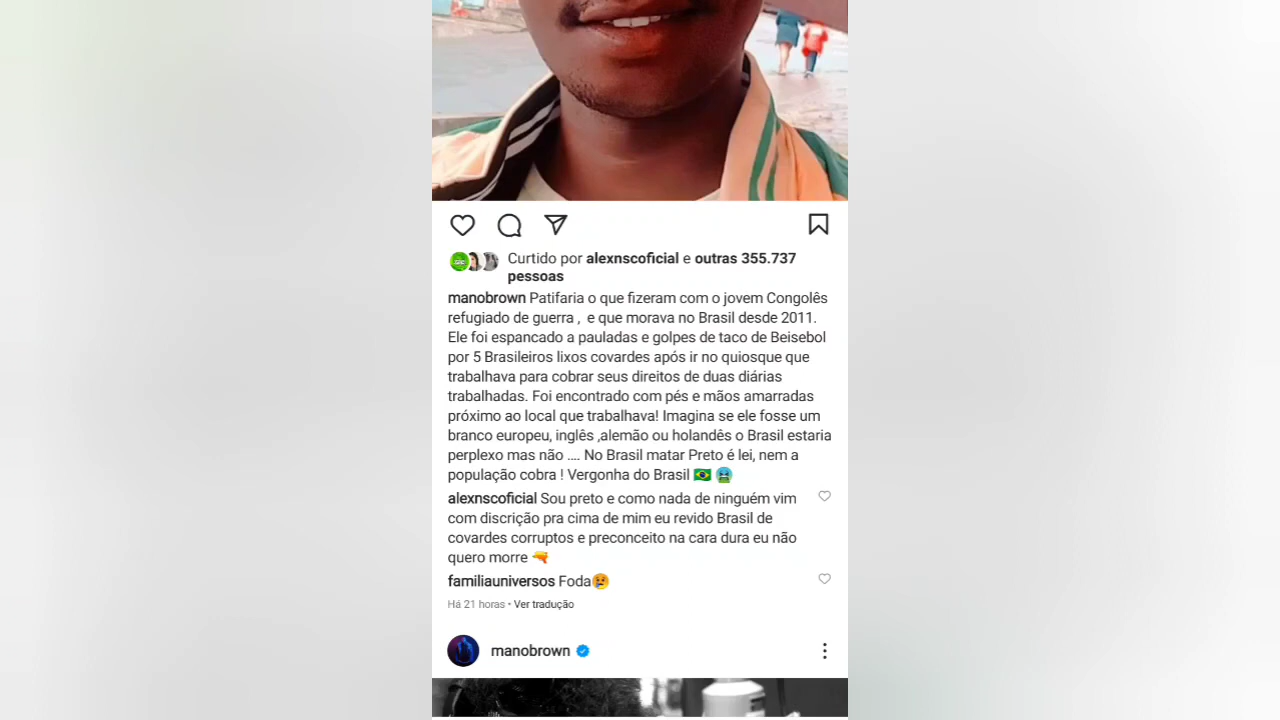 Curtido por alexnscoficial e outras 355.737
pessoas
manobrown Patifaria o que fizeram com o jovem Congolês
refugiado de guerra , e que morava no Brasil desde 2011.
Ele foi espancado a pauladas e golpes de taco de Beisebol
por 5 Brasileiros lixos covardes após ir no quiosque que
trabalhava para cobrar seus direitos de duas diárias
trabalhadas. Foi encontrado com pés e mãos amarradas
próximo ao local que trabalhava! Imagina se ele fosse um
branco europeu, inglês ,alemão ou holandês o Brasil estaria
perplexo mas não .... No Brasil matar Preto é lei, nem a
população cobra ! Vergonha do Brasil 🇧🇷 🤮
alexnscoficial Sou preto e como nada de ninguém vim
com discrição pra cima de mim eu revido Brasil de
covardes corruptos e preconceito na cara dura eu não
quero morre 🔫
familiauniversos Foda😢
Há 21 horas • Ver tradução
manobrown